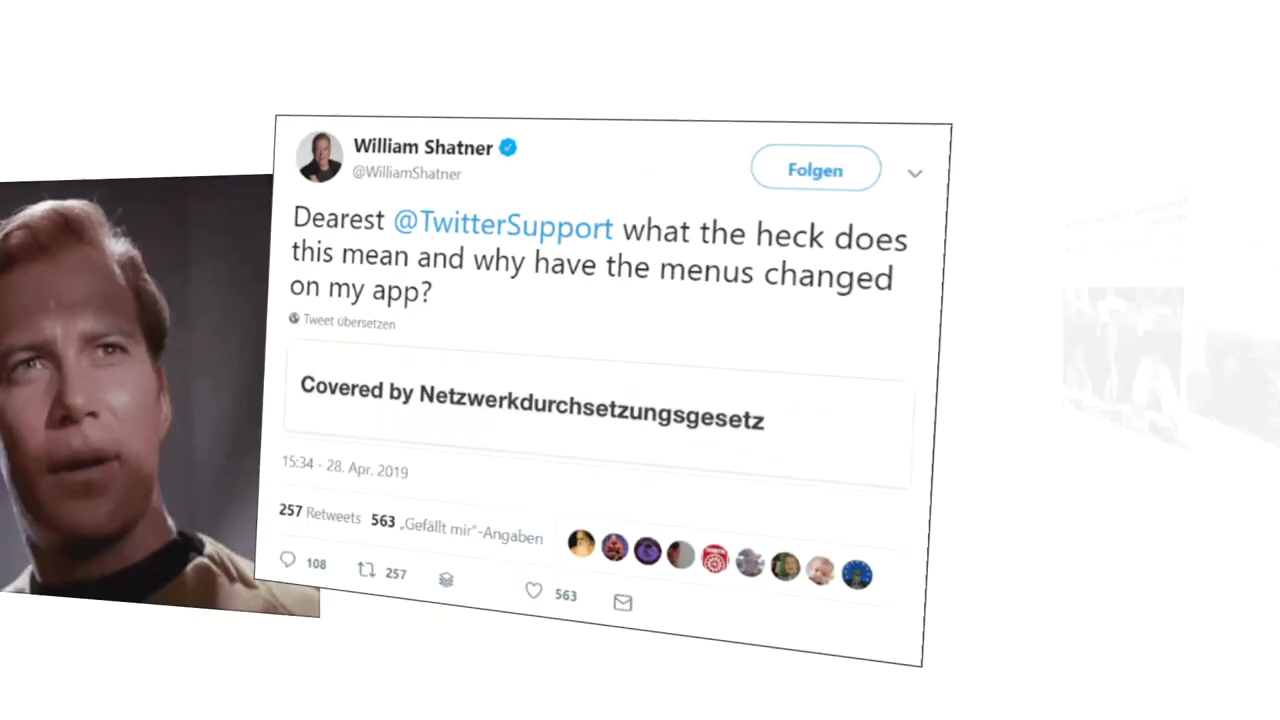 William Shatner
@WilliamShatner
Folgen
Dearest @TwitterSupport what the heck does
this mean and why have the menus changed
on my app?
Tweet übersetzen
Covered by Netzwerkdurchsetzungsgesetz
15:34 - 28. Apr. 2019
257 Retweets 563 „Gefällt mir“-Angaben
108 257 563